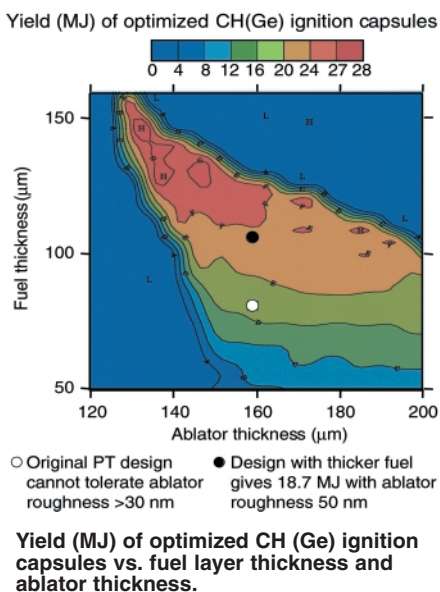 Yield (MJ) of optimized CH(Ge) ignition capsules
0 4 8 12 16 20 24 27 28
150
100
50
Fuel thickness (μm)
L
L
H
H
H
L
L
L
120 140 160 180 200
Ablator thickness (μm)
Original PT design
cannot tolerate ablator
roughness >30 nm
Design with thicker fuel
gives 18.7 MJ with ablator
roughness 50 nm
Yield (MJ) of optimized CH (Ge) ignition
capsules vs. fuel layer thickness and
ablator thickness.